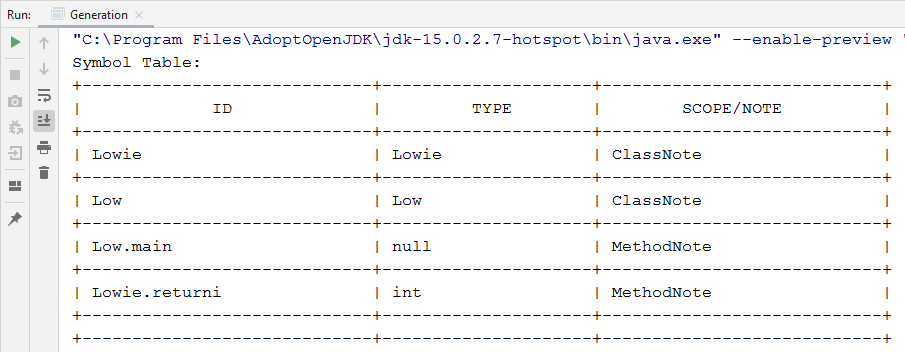 Run: Generation
"C:\Program Files\AdoptOpenJDK\jdk-15.0.2.7-hotspot\bin\java.exe" --enable-preview "
Symbol Table:
+-----------------------------+---------------------+----------------------------+
|             ID              |        TYPE         |        SCOPE/NOTE          |
+-----------------------------+---------------------+----------------------------+
| Lowie                       | Lowie               | ClassNote                  |
+-----------------------------+---------------------+----------------------------+
| Low                         | Low                 | ClassNote                  |
+-----------------------------+---------------------+----------------------------+
| Low.main                    | null                | MethodNote                 |
+-----------------------------+---------------------+----------------------------+
| Lowie.returni               | int                 | MethodNote                 |
+-----------------------------+---------------------+----------------------------+
+-----------------------------+---------------------+----------------------------+